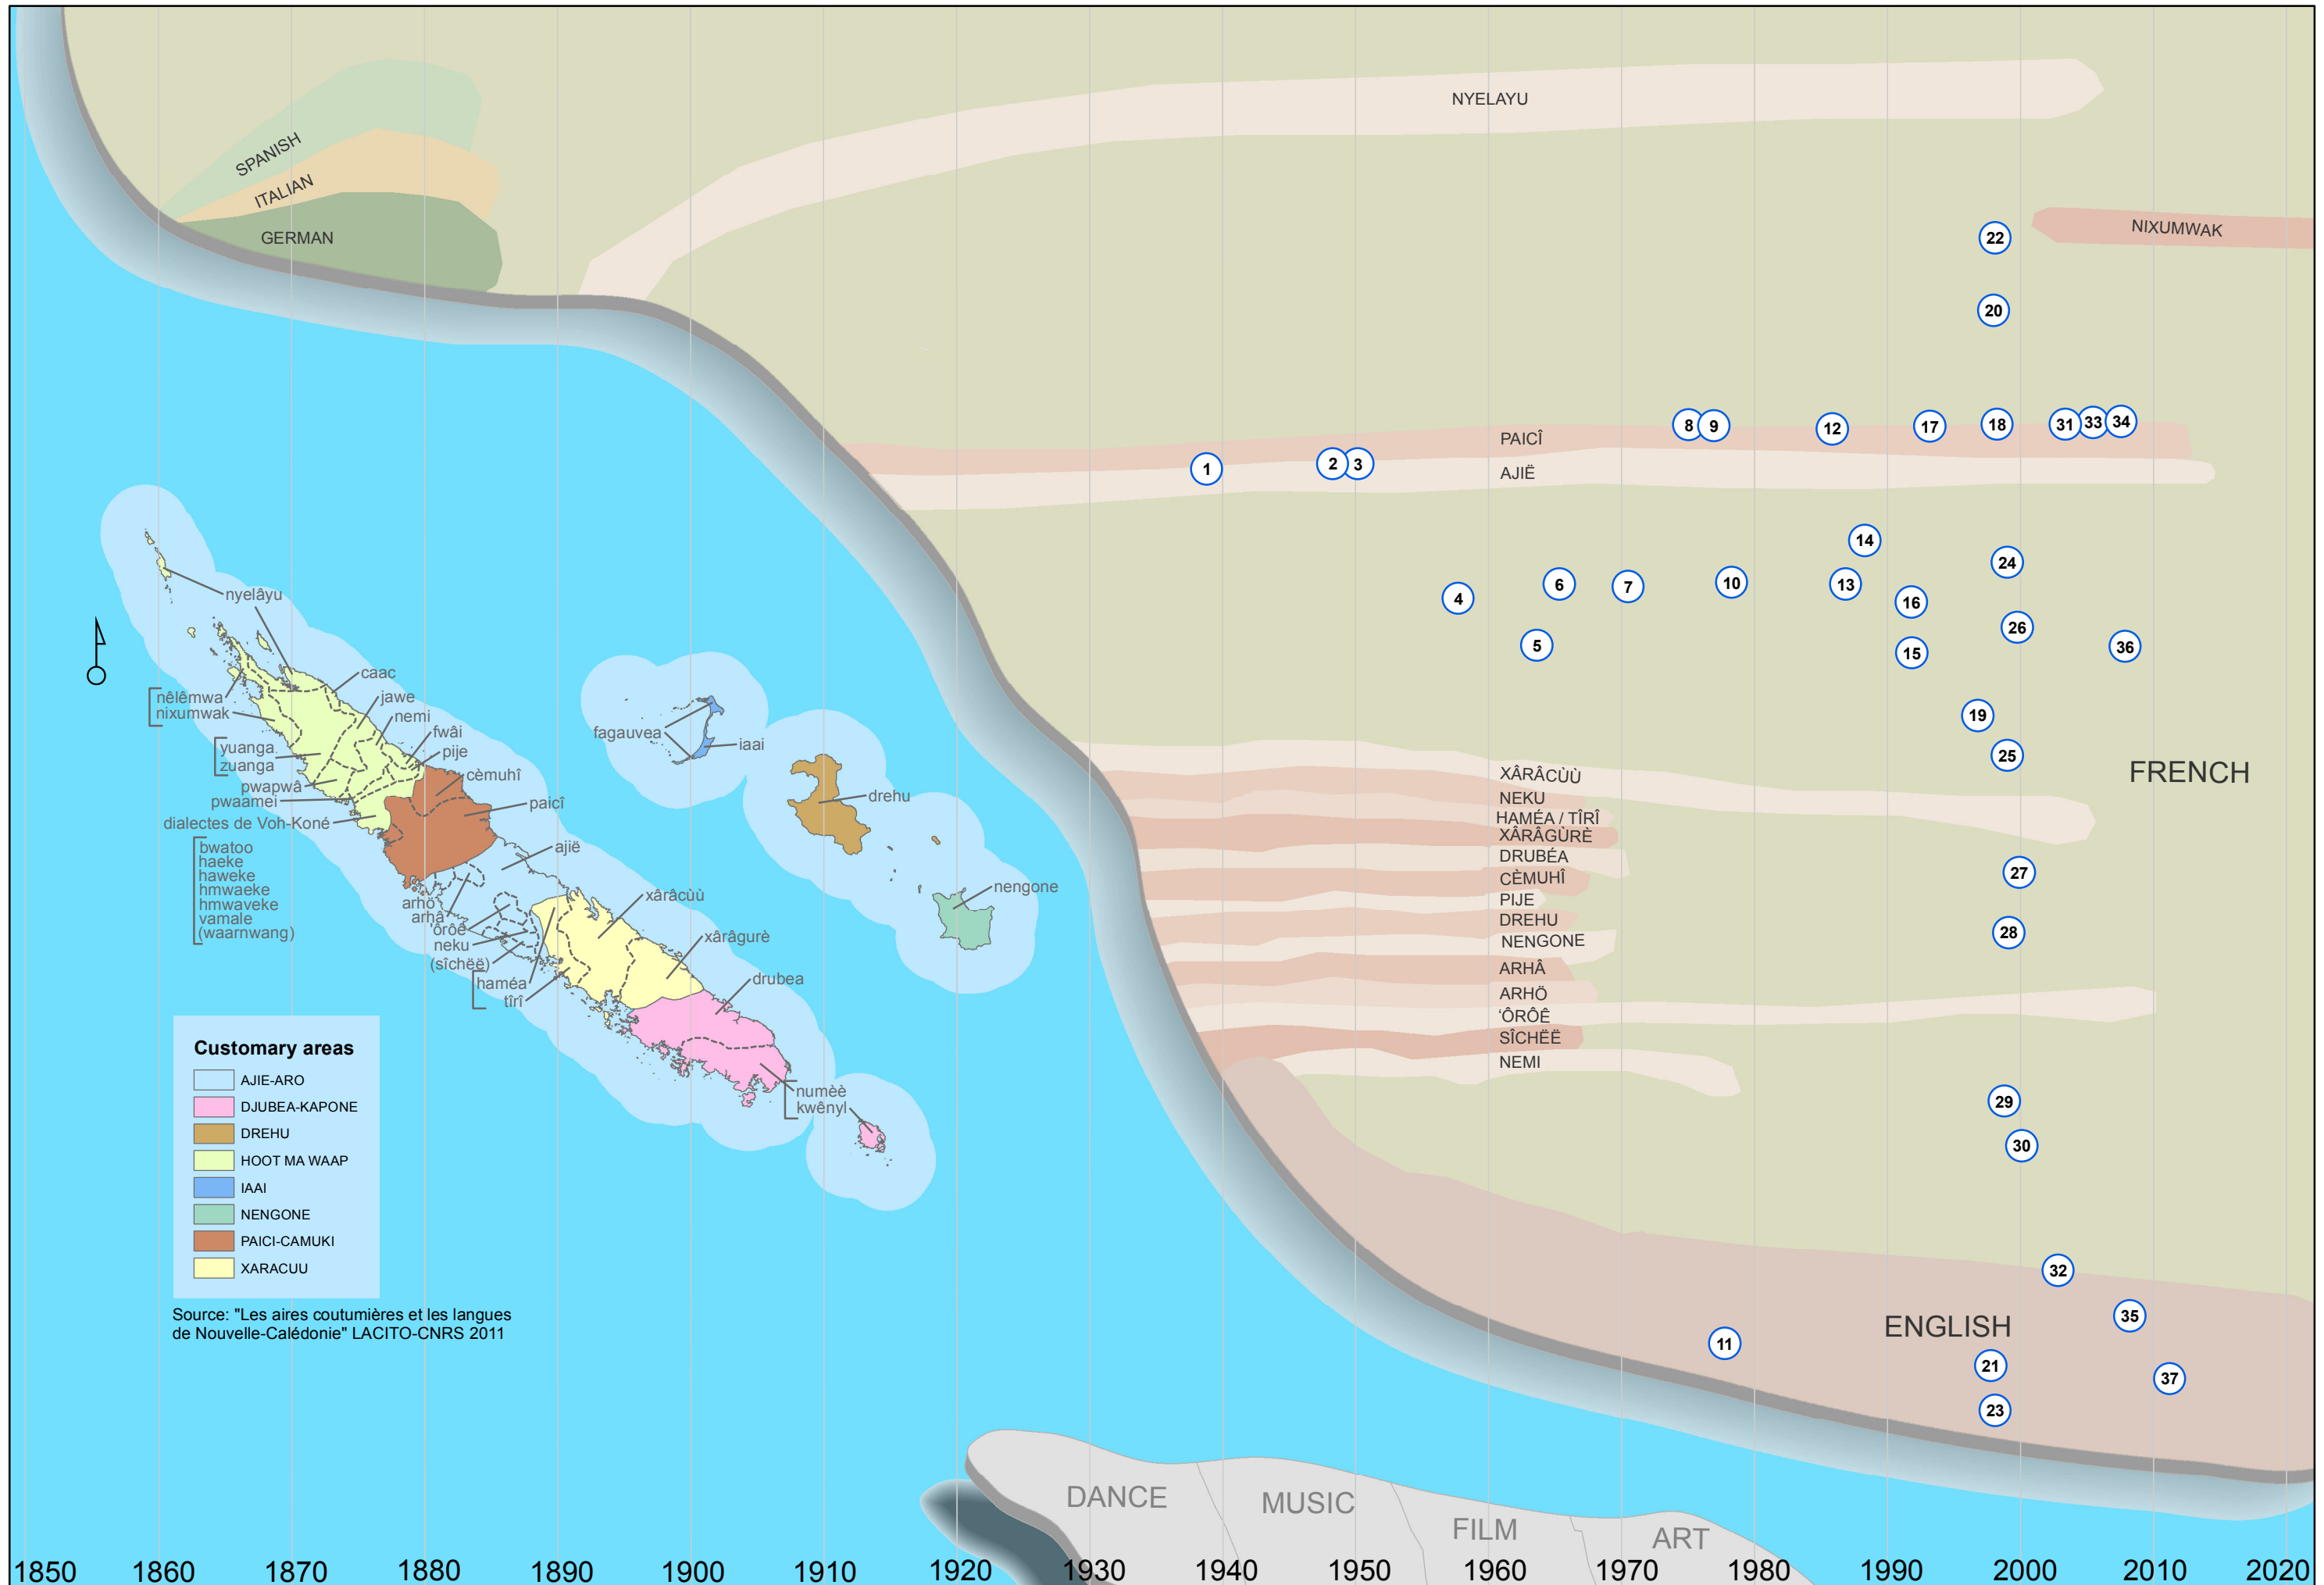 SPANISH
ITALIAN
GERMAN
NYELAYU
NIXUMWAK
22
20
PAICÎ
AJIË
1
2
3
8
9
12
17
18
31
33
34
14
24
4
6
7
10
13
16
26
5
15
36
19
25
FRENCH
XÂRÂCÙÙ
NEKU
HAMÉA / TÎRÎ
XÂRÂGÙRÈ
DRUBÉA
CÈMUHÎ
PIJE
DREHU
NENGONE
ARHÂ
ARHÖ
'ÔRÔÊ
SÎCHËË
NEMI
27
28
29
30
32
35
ENGLISH
11
21
37
23
nyelâyu
caac
jawe
nemi
fwâi
pije
cèmuhî
paicî
nêlêmwa
nixumwak
yuanga
zuanga
pwapwâ
pwaamei
dialectes de Voh-Koné
bwatoo
haeke
haweke
hmwaeke
hmwaveke
vamale
(waarnwang)
ajië
arhö
arhâ
ôrôê
neku
(sîchëë)
haméa
tîrî
xârâcùù
xârâgurè
drubea
numèè
kwênyî
fagauvea
iaai
drehu
nengone
Customary areas
AJIE-ARO
DJUBEA-KAPONE
DREHU
HOOT MA WAAP
IAAI
NENGONE
PAICI-CAMUKI
XARACUU
Source: "Les aires coutumières et les langues
de Nouvelle-Calédonie" LACITO-CNRS 2011
DANCE
MUSIC
FILM
ART
1850 1860 1870 1880 1890 1900 1910 1920 1930 1940 1950 1960 1970 1980 1990 2000 2010 2020